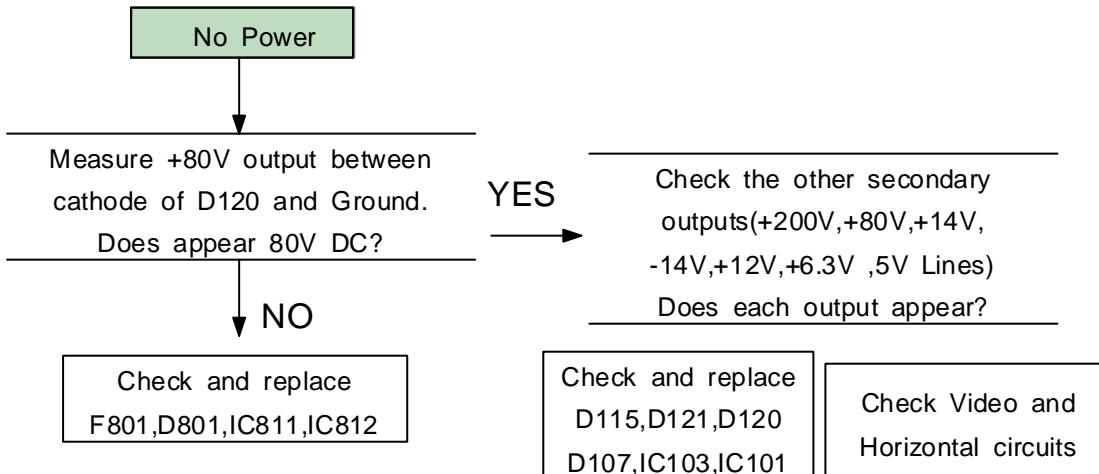 No Power
Measure +80V output between
cathode of D120 and Ground.
Does appear 80V DC?
YES
Check the other secondary
outputs(+200V,+80V,+14V,
-14V,+12V,+6.3V ,5V Lines)
Does each output appear?
NO
Check and replace
F801,D801,IC811,IC812
Check and replace
D115,D121,D120
D107,IC103,IC101
Check Video and
Horizontal circuits